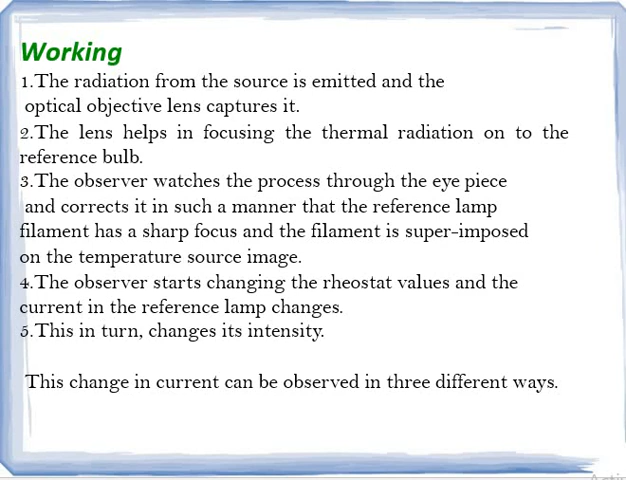 Working
1.The radiation from the source is emitted and the
optical objective lens captures it.
2.The lens helps in focusing the thermal radiation on to the
reference bulb.
3.The observer watches the process through the eye piece
and corrects it in such a manner that the reference lamp
filament has a sharp focus and the filament is super-imposed
on the temperature source image.
4.The observer starts changing the rheostat values and the
current in the reference lamp changes.
5.This in turn, changes its intensity.
This change in current can be observed in three different ways.